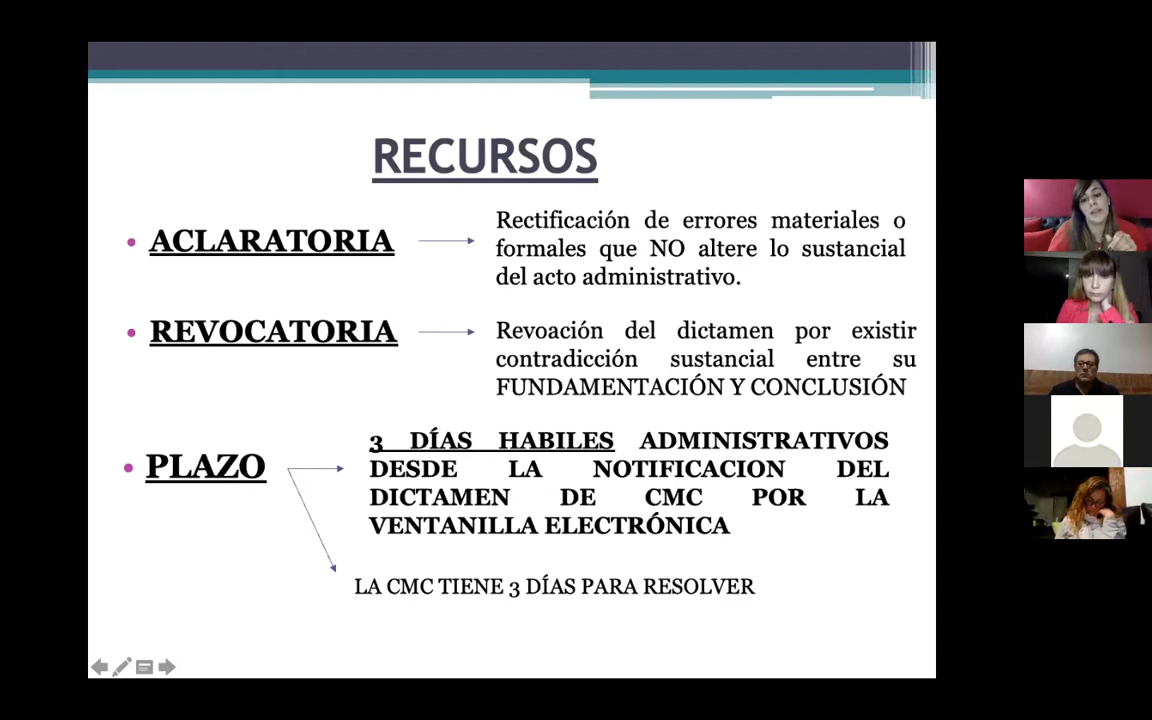 RECURSOS
• ACLARATORIA
Rectificación de errores materiales o
formales que NO altere lo sustancial
del acto administrativo.
• REVOCATORIA
Revoación del dictamen por existir
contradicción sustancial entre su
FUNDAMENTACIÓN Y CONCLUSIÓN
• PLAZO
3 DÍAS HABILES ADMINISTRATIVOS
DESDE LA NOTIFICACION DEL
DICTAMEN DE CMC POR LA
VENTANILLA ELECTRÓNICA
LA CMC TIENE 3 DÍAS PARA RESOLVER